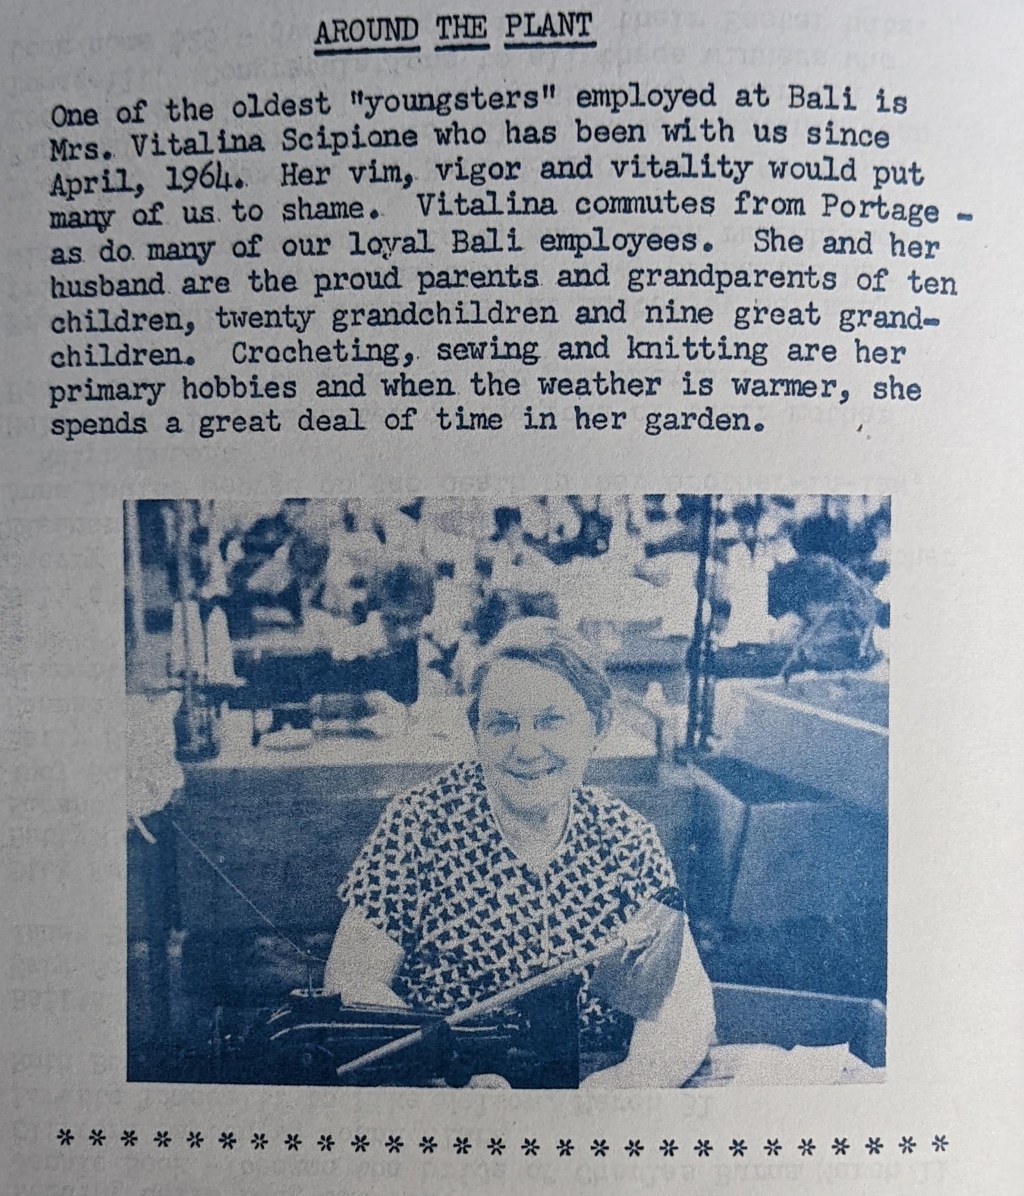 AROUND THE PLANT
One of the oldest "youngsters" employed at Bali is
Mrs. Vitalina Scipione who has been with us since
April, 1964. Her vim, vigor and vitality would put
many of us to shame. Vitalina commutes from Portage -
as do many of our loyal Bali employees. She and her
husband are the proud parents and grandparents of ten
children, twenty grandchildren and nine great grand-
children. Crocheting, sewing and knitting are her
primary hobbies and when the weather is warmer, she
spends a great deal of time in her garden.
* * * * * * * * * * * * * * * * * * * * * * * * * * * *